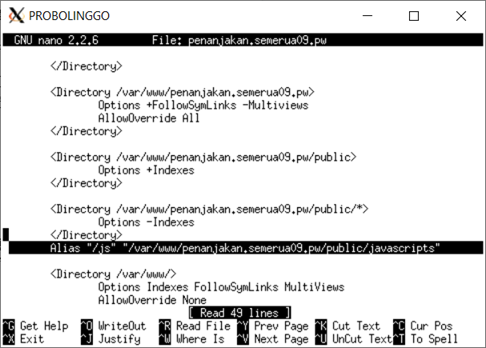 PROBOLINGGO
GNU nano 2.2.6 File: penanjakan.semerua09.pw
</Directory>
<Directory /var/www/penanjakan.semerua09.pw>
Options +FollowSymLinks -Multiviews
AllowOverride All
</Directory>
<Directory /var/www/penanjakan.semerua09.pw/public>
Options +Indexes
</Directory>
<Directory /var/www/penanjakan.semerua09.pw/public/*>
Options -Indexes
</Directory>
Alias "/js" "/var/www/penanjakan.semerua09.pw/public/javascripts"
<Directory /var/www/>
Options Indexes FollowSymLinks MultiViews
AllowOverride None
[ Read 49 lines ]
^G Get Help ^O WriteOut ^R Read File ^Y Prev Page ^K Cut Text ^C Cur Pos
^X Exit ^J Justify ^W Where Is ^V Next Page ^U UnCut Text ^T To Spell